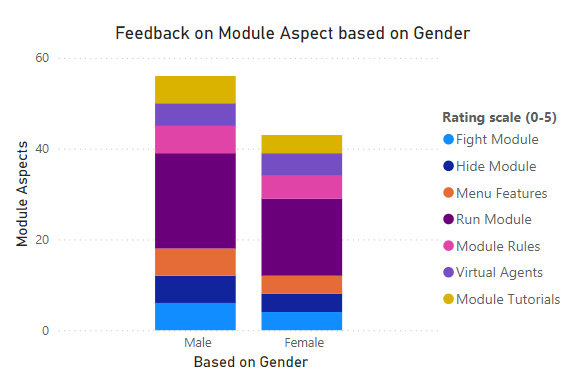 Feedback on Module Aspect based on Gender
60
40
20
0
Module Aspects
Male
Female
Based on Gender
Rating scale (0-5)
Fight Module
Hide Module
Menu Features
Run Module
Module Rules
Virtual Agents
Module Tutorials